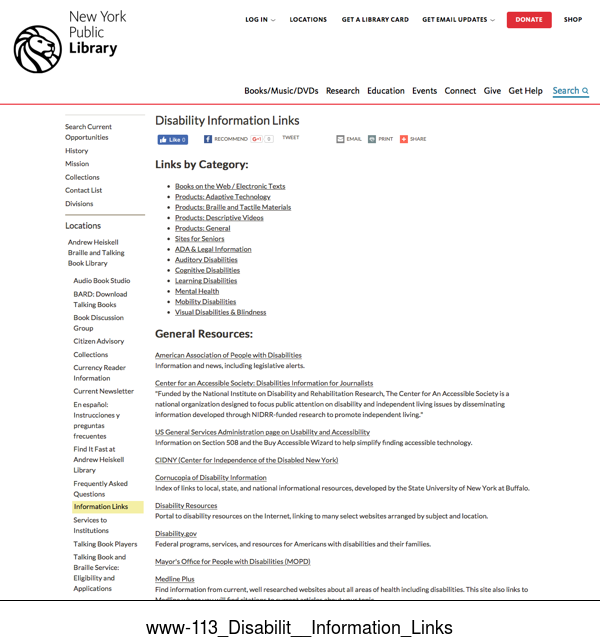 New York
Public
Library
LOG IN
LOCATIONS
GET A LIBRARY CARD
GET EMAIL UPDATES
DONATE
SHOP
Books/Music/DVDs
Research
Education
Events
Connect
Give
Get Help
Search
Search Current
Opportunities
History
Mission
Collections
Contact List
Divisions
Locations
Andrew Heiskell
Braille and Talking
Book Library
Audio Book Studio
BARD: Download
Talking Books
Book Discussion
Group
Citizen Advisory
Collections
Currency Reader
Information
Current Newsletter
En español:
Instrucciones y
preguntas
frecuentes
Find It Fast at
Andrew Heiskell
Library
Frequently Asked
Questions
Information Links
Services to
Institutions
Talking Book Players
Talking Book and
Braille Service:
Eligibility and
Applications
Disability Information Links
Like 0
RECOMMEND
G+1 0
TWEET
EMAIL
PRINT
SHARE
Links by Category:
Books on the Web / Electronic Texts
Products: Adaptive Technology
Products: Braille and Tactile Materials
Products: Descriptive Videos
Products: General
Sites for Seniors
ADA & Legal Information
Auditory Disabilities
Cognitive Disabilities
Learning Disabilities
Mental Health
Mobility Disabilities
Visual Disabilities & Blindness
General Resources:
American Association of People with Disabilities
Information and news, including legislative alerts.
Center for an Accessible Society: Disabilities Information for Journalists
"Funded by the National Institute on Disability and Rehabilitation Research, The Center for An Accessible Society is a
national organization designed to focus public attention on disability and independent living issues by disseminating
information developed through NIDRR-funded research to promote independent living."
US General Services Administration page on Usability and Accessibility
Information on Section 508 and the Buy Accessible Wizard to help simplify finding accessible technology.
CIDNY (Center for Independence of the Disabled New York)
Cornucopia of Disability Information
Index of links to local, state, and national informational resources, developed by the State University of New York at Buffalo.
Disability Resources
Portal to disability resources on the Internet, linking to many select websites arranged by subject and location.
Disability.gov
Federal programs, services, and resources for Americans with disabilities and their families.
Mayor's Office for People with Disabilities (MOPD)
Medline Plus
Find information from current, well researched websites about all areas of health including disabilities. This site also links to
www-113_Disabilit__Information_Links